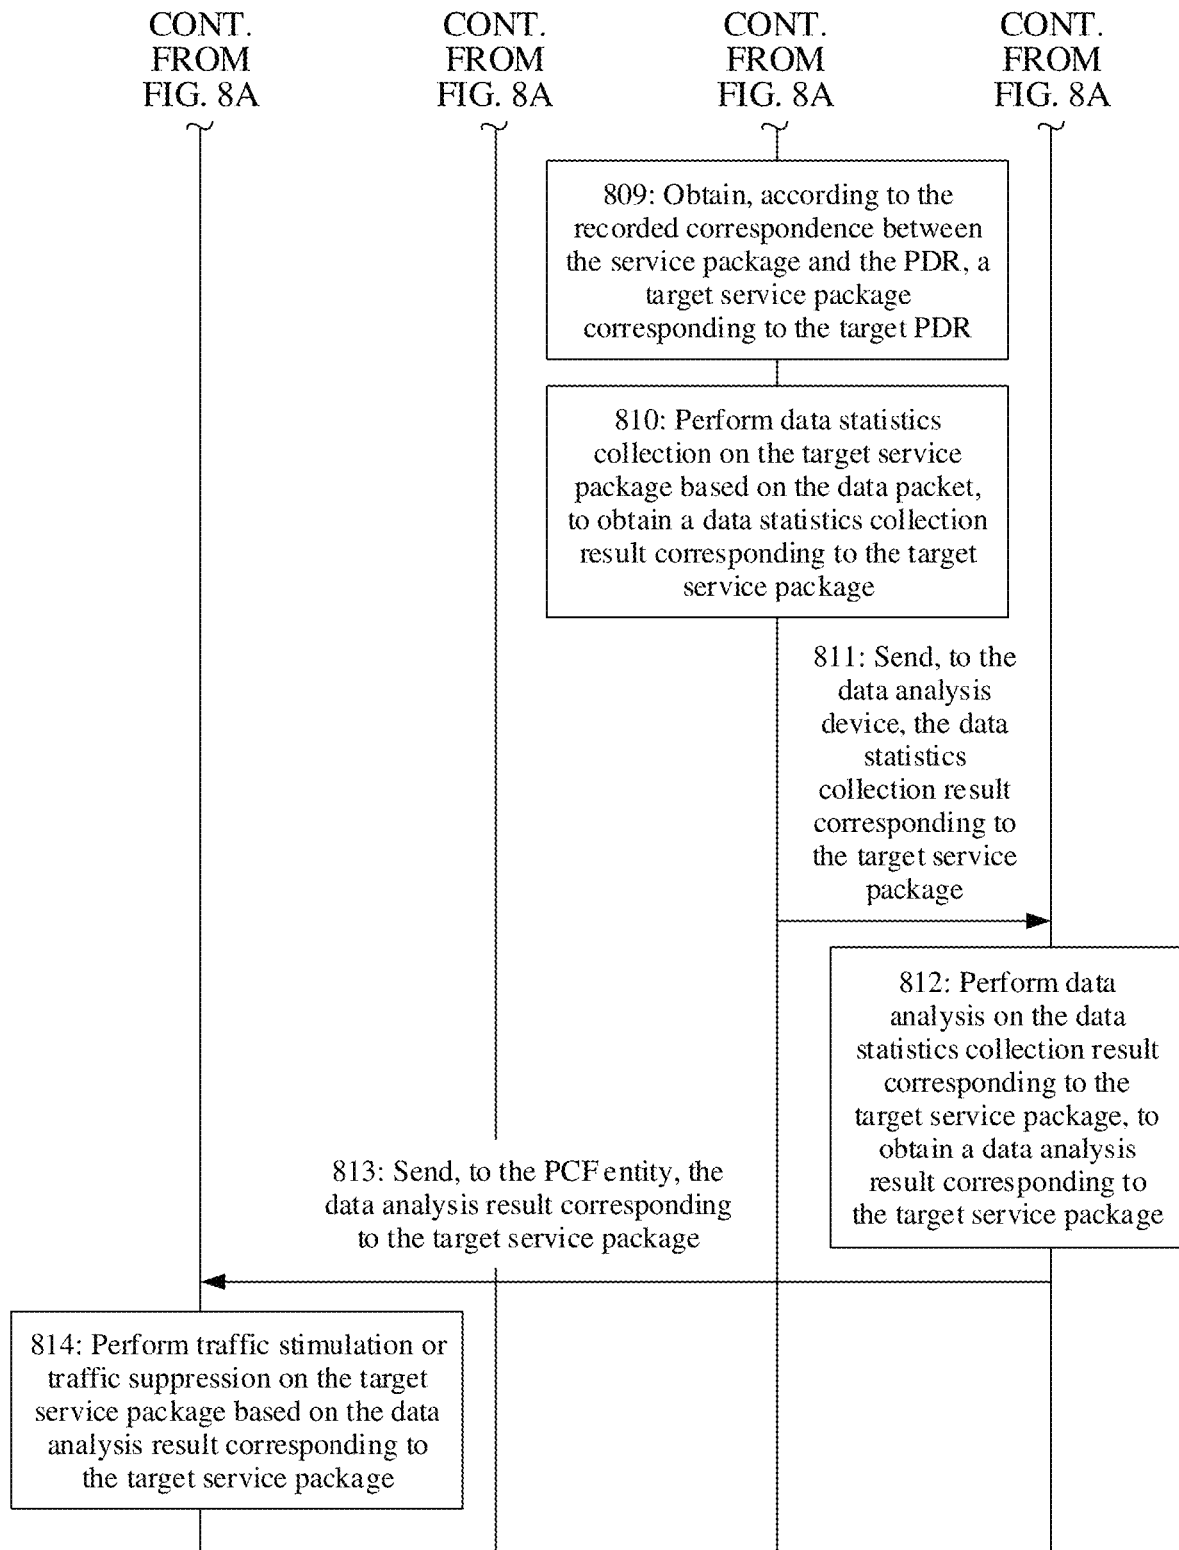 CONT.
FROM
FIG. 8A
CONT.
FROM
FIG. 8A
CONT.
FROM
FIG. 8A
CONT.
FROM
FIG. 8A
809: Obtain, according to the
recorded correspondence between
the service package and the PDR, a
target service package
corresponding to the target PDR
810: Perform data statistics
collection on the target service
package based on the data packet,
to obtain a data statistics collection
result corresponding to the target
service package
811: Send, to the
data analysis
device, the data
statistics
collection result
corresponding to
the target service
package
812: Perform data
analysis on the data
statistics collection result
corresponding to the
target service package, to
obtain a data analysis
result corresponding to
the target service package
813: Send, to the PCF entity, the
data analysis result corresponding
to the target service package
814: Perform traffic stimulation or
traffic suppression on the target
service package based on the data
analysis result corresponding to
the target service package